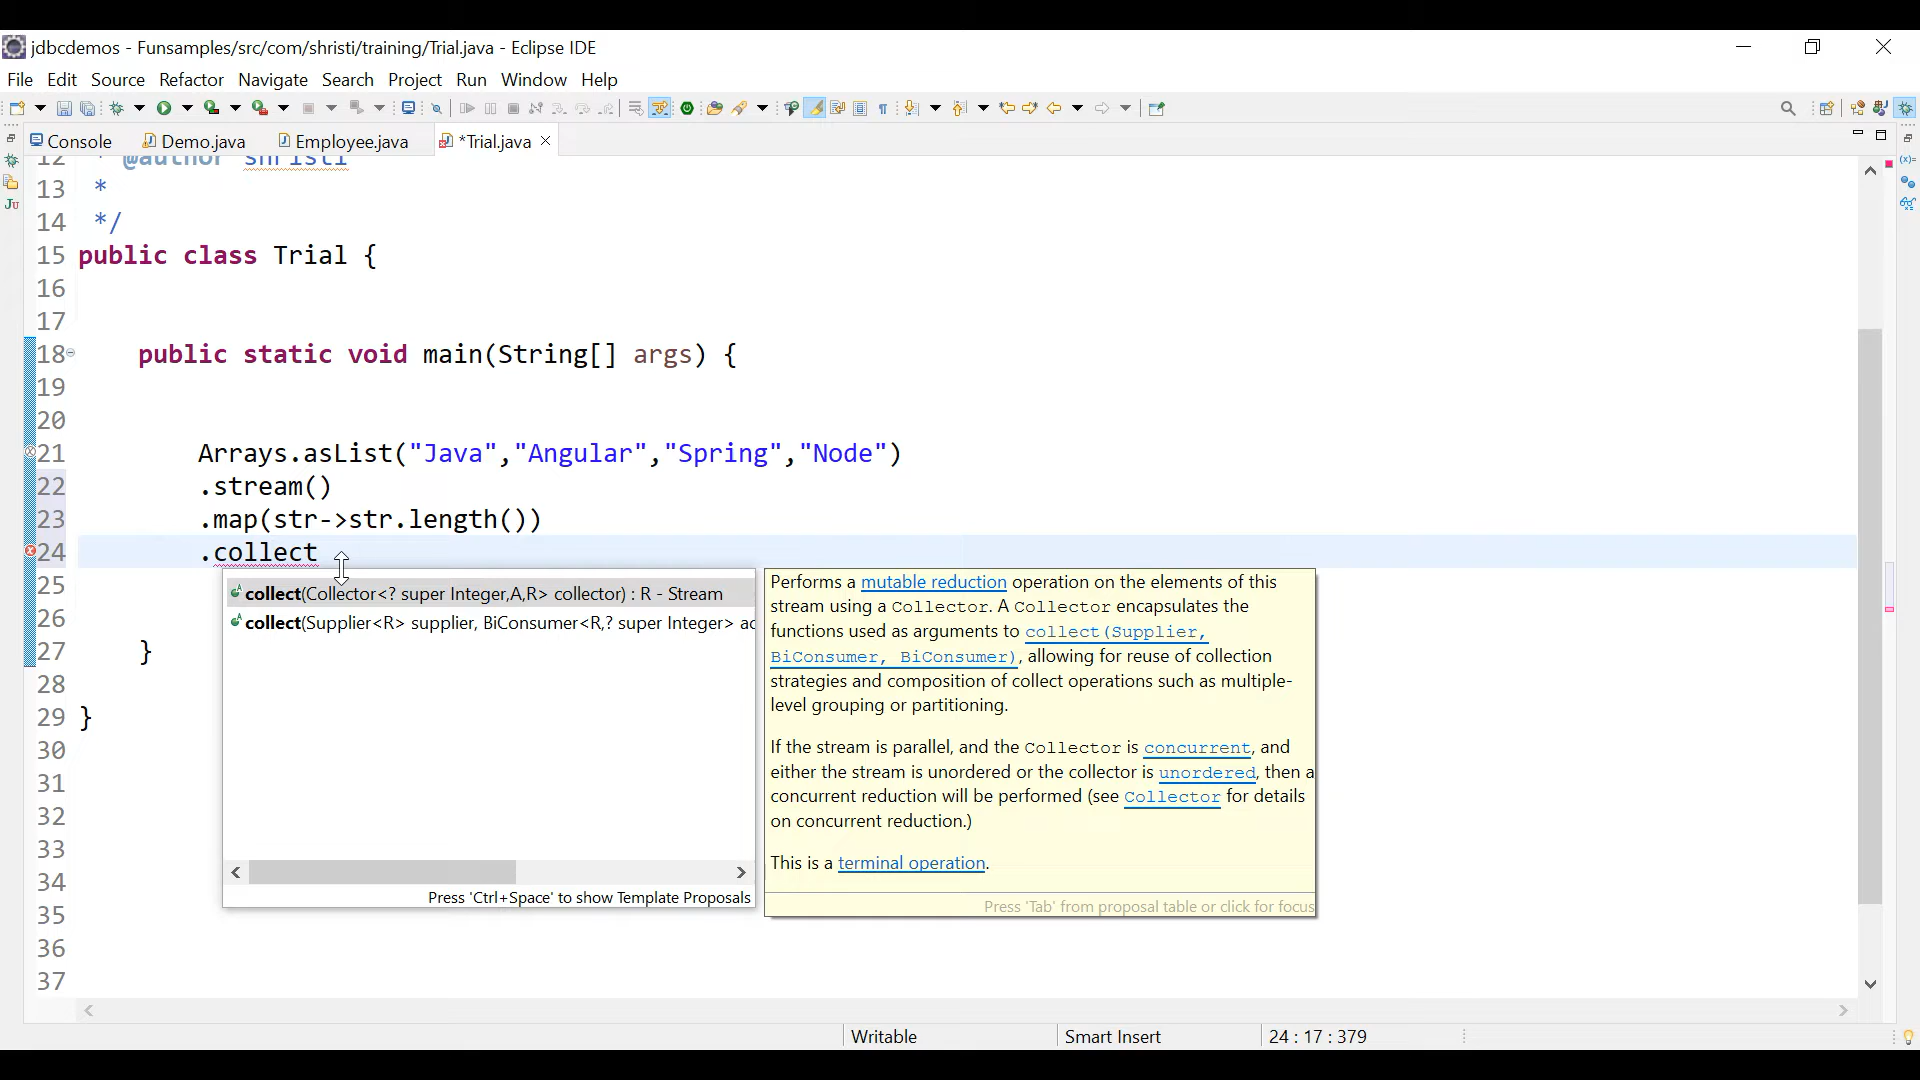 jdbcdemos - Funsamples/src/com/shristi/training/Trial.java - Eclipse IDE
File Edit Source Refactor Navigate Search Project Run Window Help
Console Demo.java Employee.java *Trial.java
12 * @author shristi
13 *
14 */
15 public class Trial {
16
17
18 public static void main(String[] args) {
19
20
21 Arrays.asList("Java","Angular","Spring","Node")
22 .stream()
23 .map(str->str.length())
24 .collect
25
26
27 }
28
29 }
30
31
32
33
34
35
36
37
collect(Collector<? super Integer,A,R> collector) : R - Stream
collect(Supplier<R> supplier, BiConsumer<R,? super Integer> ac
Press 'Ctrl+Space' to show Template Proposals
Performs a mutable reduction operation on the elements of this
stream using a Collector. A Collector encapsulates the
functions used as arguments to collect(Supplier,
BiConsumer, BiConsumer), allowing for reuse of collection
strategies and composition of collect operations such as multiple-
level grouping or partitioning.
If the stream is parallel, and the Collector is concurrent, and
either the stream is unordered or the collector is unordered, then a
concurrent reduction will be performed (see Collector for details
on concurrent reduction.)
This is a terminal operation.
Press 'Tab' from proposal table or click for focus
Writable Smart Insert 24 : 17 : 379